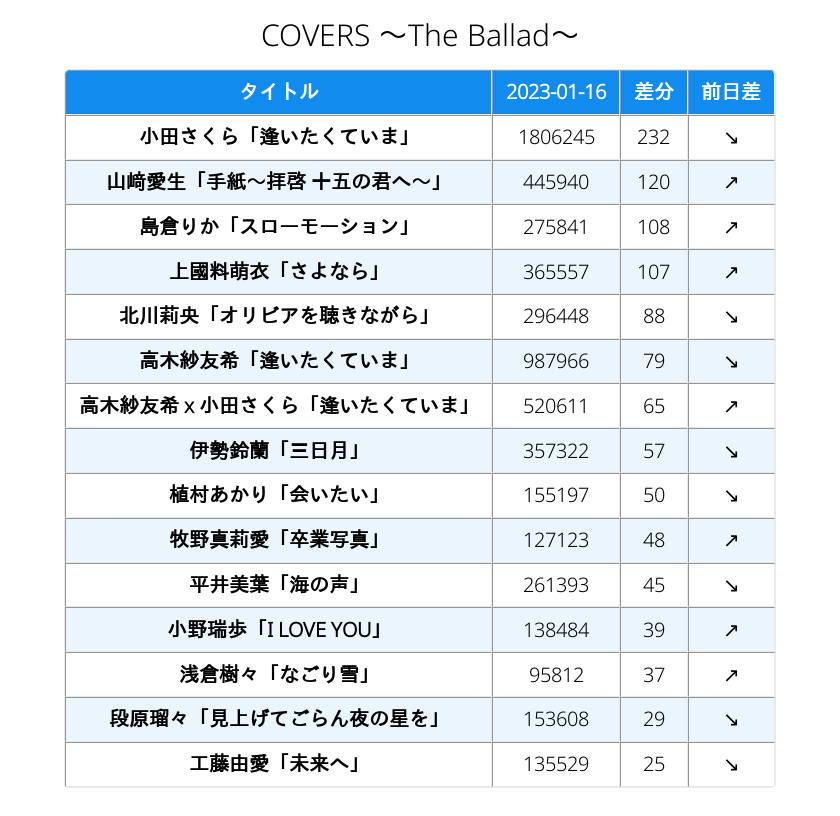 COVERS ～The Ballad～
タイトル 2023-01-16 差分 前日差
小田さくら「逢いたくていま」 1806245 232 ↘
山﨑愛生「手紙～拝啓 十五の君へ～」 445940 120 ↗
島倉りか「スローモーション」 275841 108 ↗
上國料萌衣「さよなら」 365557 107 ↗
北川莉央「オリビアを聴きながら」 296448 88 ↘
高木紗友希「逢いたくていま」 987966 79 ↘
高木紗友希 x 小田さくら「逢いたくていま」 520611 65 ↗
伊勢鈴蘭「三日月」 357322 57 ↘
植村あかり「会いたい」 155197 50 ↘
牧野真莉愛「卒業写真」 127123 48 ↗
平井美葉「海の声」 261393 45 ↘
小野瑞歩「I LOVE YOU」 138484 39 ↗
浅倉樹々「なごり雪」 95812 37 ↗
段原瑠々「見上げてごらん夜の星を」 153608 29 ↘
工藤由愛「未来へ」 135529 25 ↘